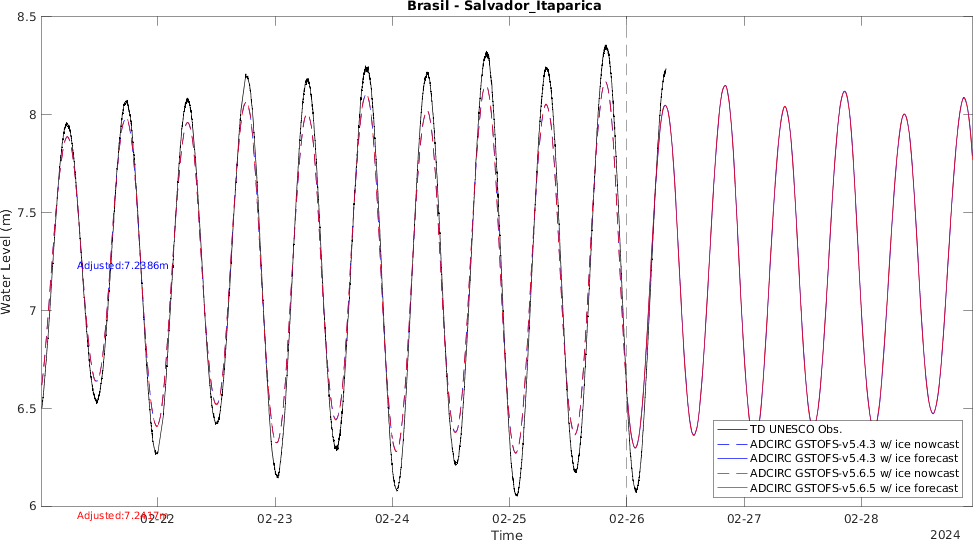 Brasil - Salvador_Itaparica
8.5
8
7.5
7
6.5
6
Water Level (m)
Adjusted:7.2386m
Adjusted:7.2417m
02-22
02-23
02-24
02-25
02-26
02-27
02-28
Time
2024
TD UNESCO Obs.
ADCIRC GSTOFS-v5.4.3 w/ ice nowcast
ADCIRC GSTOFS-v5.4.3 w/ ice forecast
ADCIRC GSTOFS-v5.6.5 w/ ice nowcast
ADCIRC GSTOFS-v5.6.5 w/ ice forecast